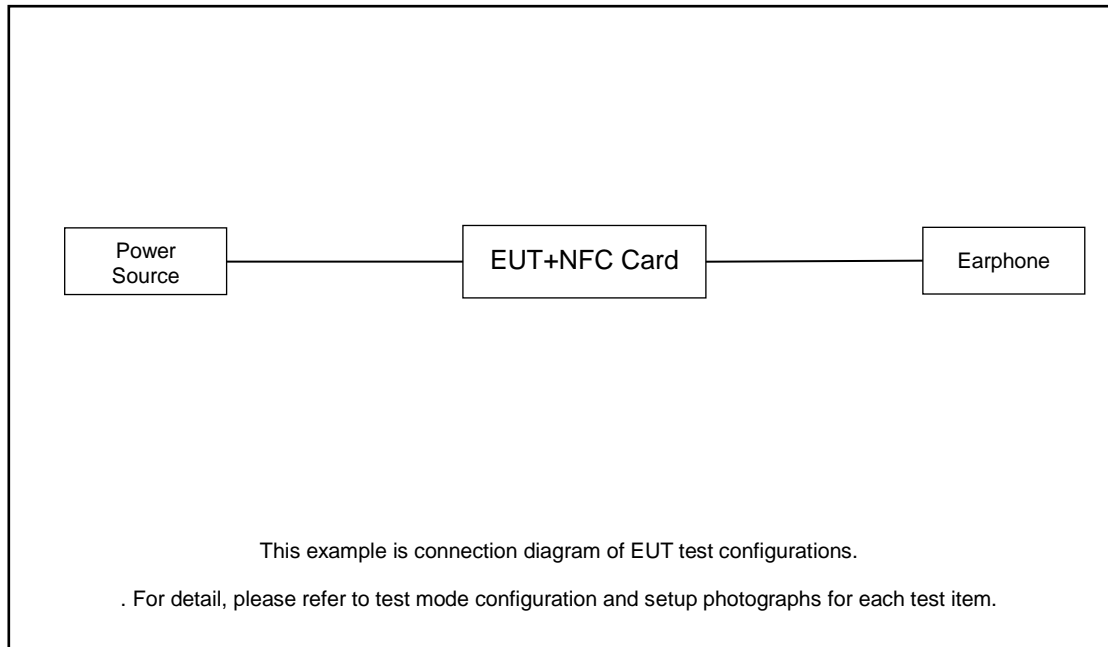 Power
Source
EUT+NFC Card
Earphone
This example is connection diagram of EUT test configurations.
. For detail, please refer to test mode configuration and setup photographs for each test item.